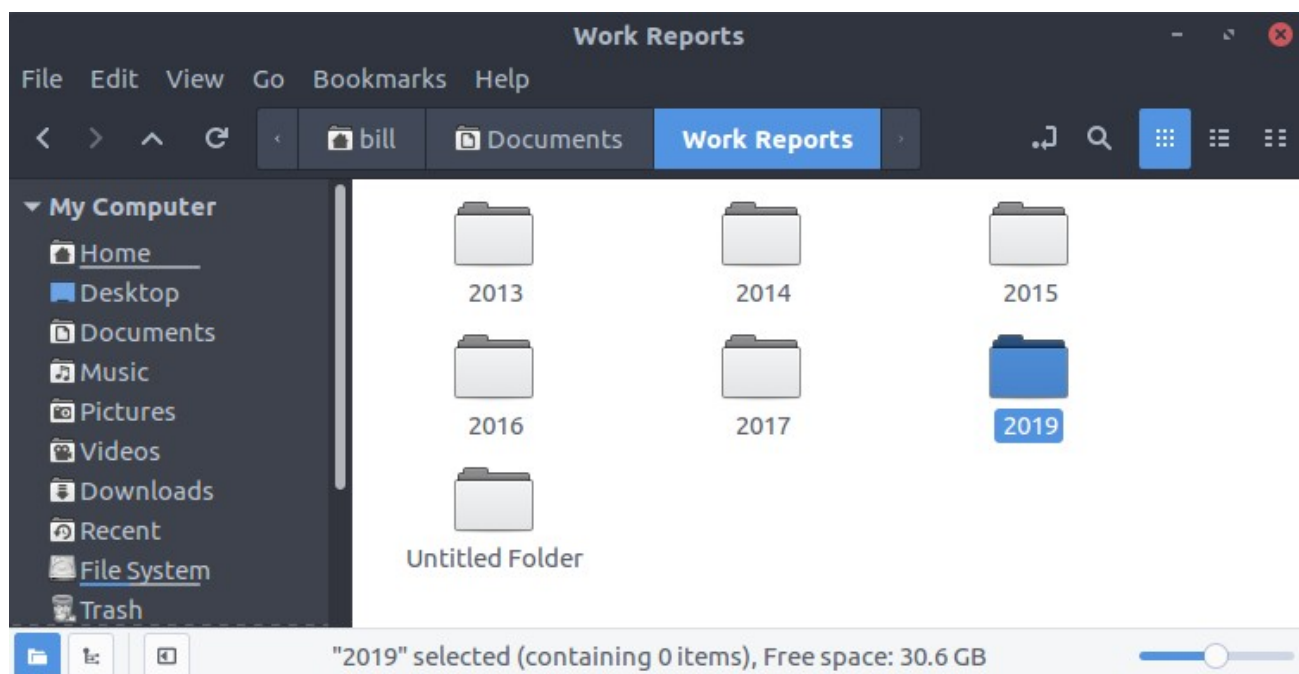 Work Reports
File Edit View Go Bookmarks Help
bill Documents Work Reports
My Computer
Home
Desktop
Documents
Music
Pictures
Videos
Downloads
Recent
File System
Trash
2013 2014 2015
2016 2017 2019
Untitled Folder
"2019" selected (containing 0 items), Free space: 30.6 GB